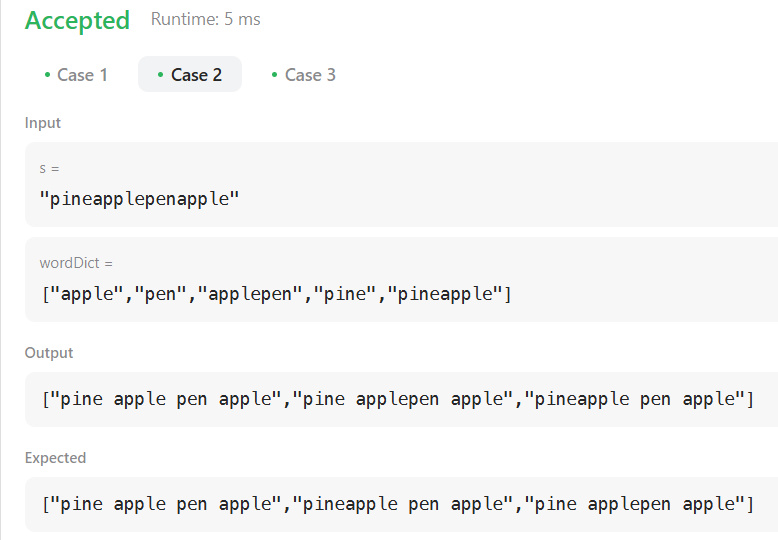 Accepted Runtime: 5 ms
Case 1 Case 2 Case 3
Input
s =
"pineapplepenapple"
wordDict =
["apple","pen","applepen","pine","pineapple"]
Output
["pine apple pen apple","pine applepen apple","pineapple pen apple"]
Expected
["pine apple pen apple","pineapple pen apple","pine applepen apple"]